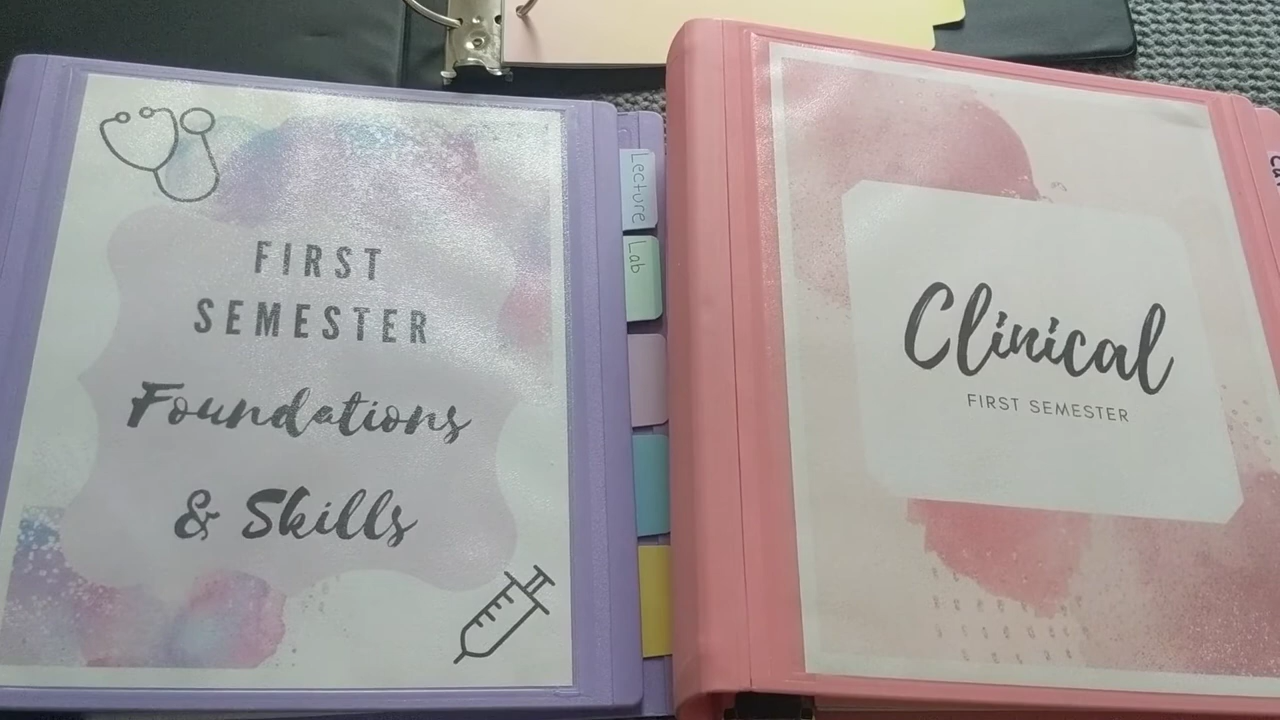 FIRST
SEMESTER
Foundations
& Skills
Lecture
Lab
Clinical
FIRST SEMESTER